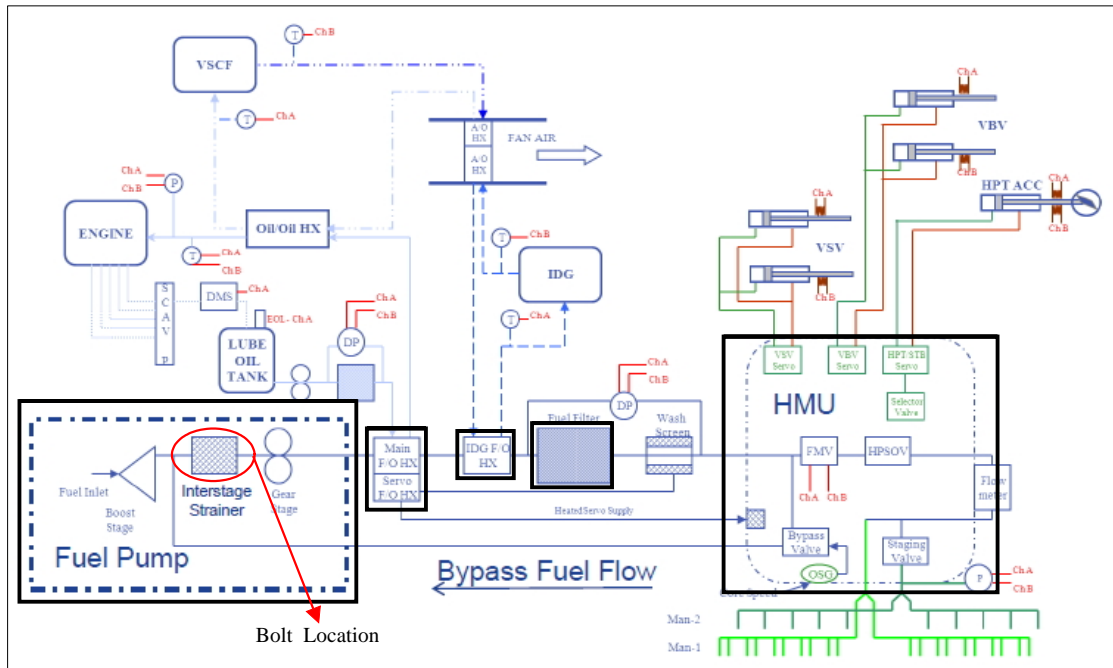 VSCF
T
ChB
T
ChA
A/O
HX
A/O
HX
FAN AIR
ChA
VBV
ChB
HPT ACC
ChA
ChB
ChA
VSV
ChB
ChA
ChB
P
ENGINE
Oil/Oil HX
T
ChA
ChB
T
ChB
IDG
T
ChA
S
C
A
V
P
DMS
ChA
EOL- ChA
LUBE
OIL
TANK
ChA
ChB
DP
VSV
Servo
VBV
Servo
HPT/STB
Servo
Selector
Valve
HMU
ChA
ChB
DP
Fuel Filter
Wash
Screen
Main
F/O HX
Servo
F/O HX
IDG F/O
HX
FMV
HPSOV
ChA
ChB
Flow
meter
Fuel Inlet
Boost
Stage
Interstage
Strainer
Gear
Stage
Heated Servo Supply
Bypass
Valve
Staging
Valve
OSG
Core Speed
P
ChA
ChB
Fuel Pump
Bypass Fuel Flow
Bolt Location
Man-2
Man-1